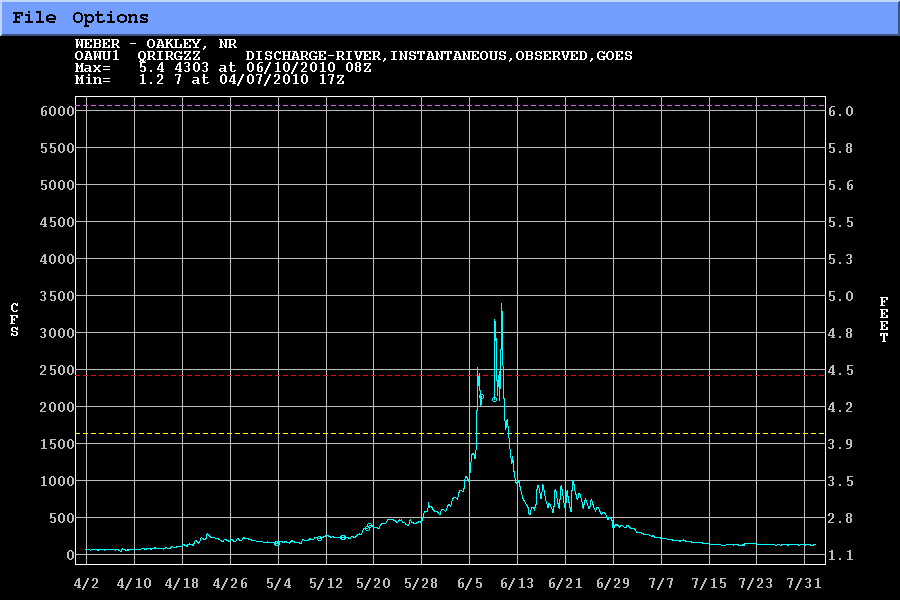 File Options
WEBER - OAKLEY, NR
OAWU1 QRIRGZZ DISCHARGE-RIVER,INSTANTANEOUS,OBSERVED,GOES
Max= 5.4 4303 at 06/10/2010 08Z
Min= 1.2 7 at 04/07/2010 17Z
6000 6.0
5500 5.8
5000 5.6
4500 5.5
4000 5.3
3500 5.0
3000 4.8
2500 4.5
2000 4.2
1500 3.9
1000 3.5
500 2.8
0 1.1
CFS
FEET
4/2 4/10 4/18 4/26 5/4 5/12 5/20 5/28 6/5 6/13 6/21 6/29 7/7 7/15 7/23 7/31